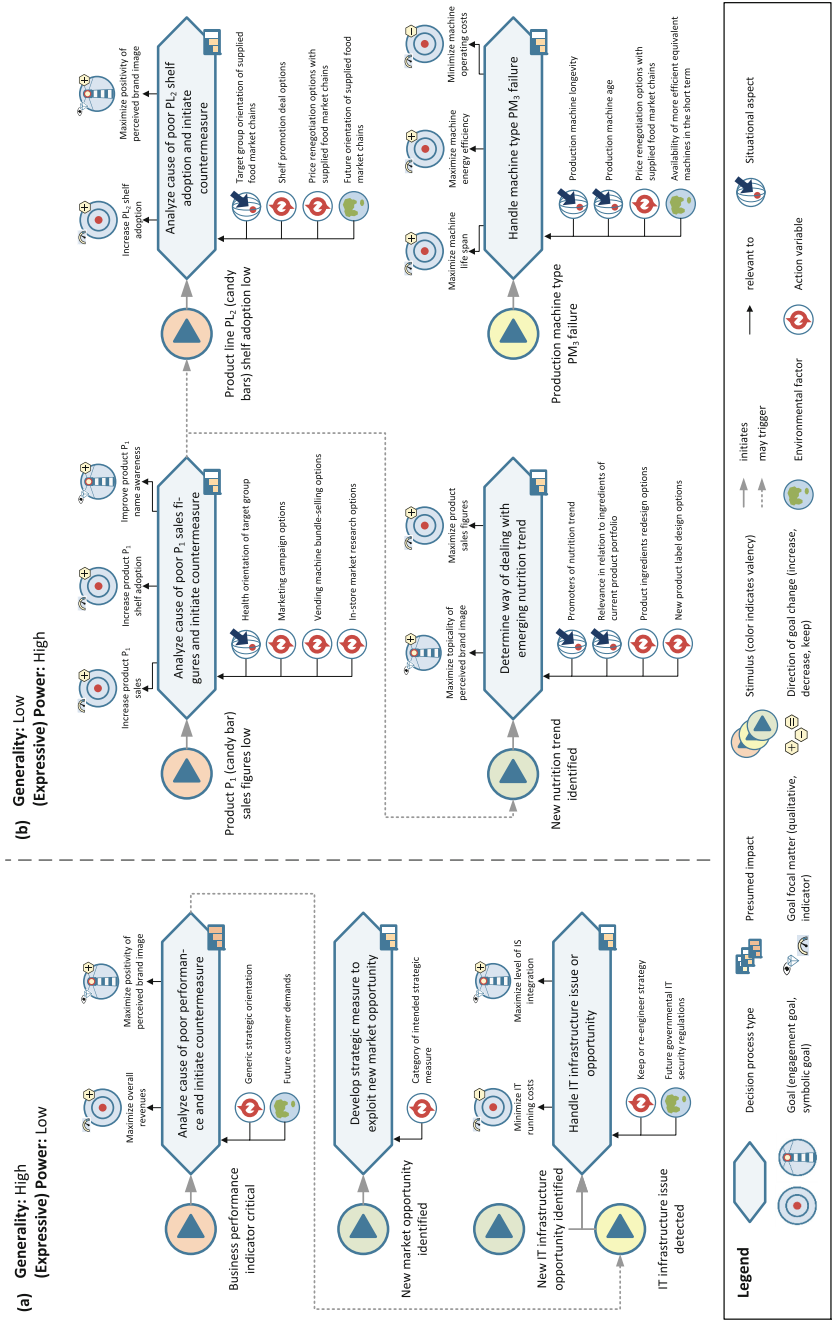 (a) Generality: High
(Expressive) Power: Low
Maximize overall
revenues
Maximize positivity of
perceived brand image
Analyze cause of poor performan-
ce and initiate countermeasure
Business performance
indicator critical
Generic strategic orientation
Future customer demands
Develop strategic measure to
exploit new market opportunity
New market opportunity
identified
Category of intended strategic
measure
Minimize IT
running costs
Maximize level of IS
integration
New IT infrastructure
opportunity identified
Handle IT infrastructure issue or
opportunity
IT infrastructure issue
detected
Keep or re-engineer strategy
Future governmental IT
security regulations
(b) Generality: Low
(Expressive) Power: High
Increase product P1
sales
Increase product P1
shelf adoption
Improve product P1
name awareness
Analyze cause of poor P1 sales fi-
gures and initiate countermeasure
Product P1 (candy bar)
sales figures low
Health orientation of target group
Marketing campaign options
Vending machine bundle-selling options
In-store market research options
Increase PL2 shelf
adoption
Maximize positivity of
perceived brand image
Analyze cause of poor PL2 shelf
adoption and initiate
countermeasure
Product line PL2 (candy
bars) shelf adoption low
Target group orientation of supplied
food market chains
Shelf promotion deal options
Price renegotiation options with
supplied food market chains
Future orientation of supplied food
market chains
Maximize topicality of
perceived brand image
Maximize product
sales figures
Determine way of dealing with
emerging nutrition trend
New nutrition trend
identified
Promoters of nutrition trend
Relevance in relation to ingredients of
current product portfolio
Product ingredients redesign options
New product label design options
Maximize machine
life span
Maximize machine
energy efficiency
Minimize machine
operating costs
Handle machine type PM3 failure
Production machine type
PM3 failure
Production machine longevity
Production machine age
Price renegotiation options with
supplied food market chains
Availability of more efficient equivalent
machines in the short term
Legend
Decision process type
Presumed impact
Stimulus (color indicates valency)
initiates
may trigger
relevant to
Situational aspect
Goal (engagement goal,
symbolic goal)
Goal focal matter (qualitative,
indicator)
Direction of goal change (increase,
decrease, keep)
Environmental factor
Action variable